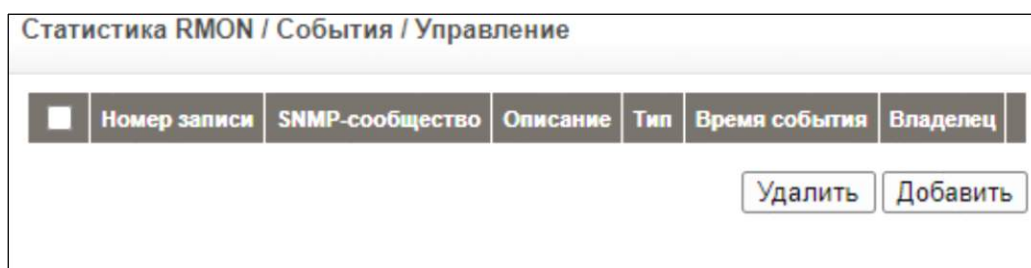 Статистика RMON / События / Управление
Номер записи SNMP-сообщество Описание Тип Время события Владелец
Удалить Добавить